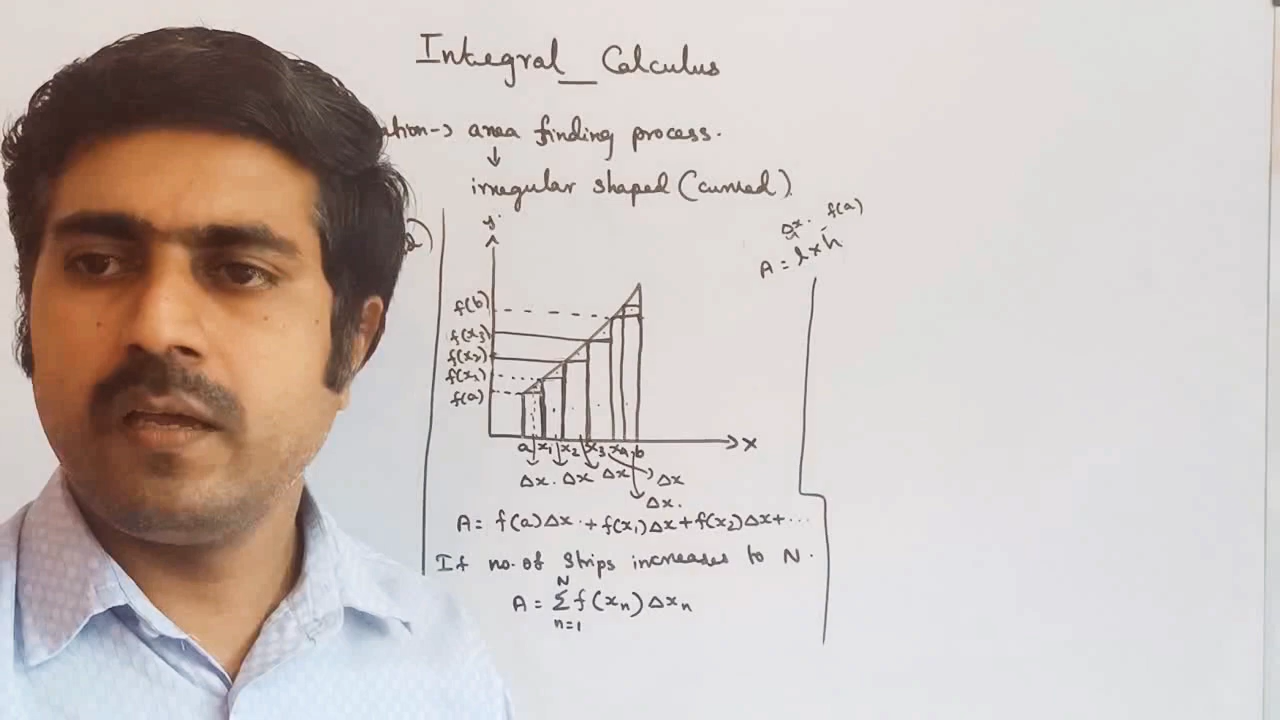 Integral Calculus
ation → area finding process.
↓
irregular shaped (curved).
Δx. f(a)
A = l x h
y
f(b)
f(x3)
f(x2)
f(x1)
f(a)
a x1 x2 x3 x4 b x
Δx. Δx Δx Δx
Δx.
A = f(a)Δx + f(x1)Δx + f(x2)Δx + ...
If no. of strips increases to N.
N
A = Σ f(xn) Δxn
n=1